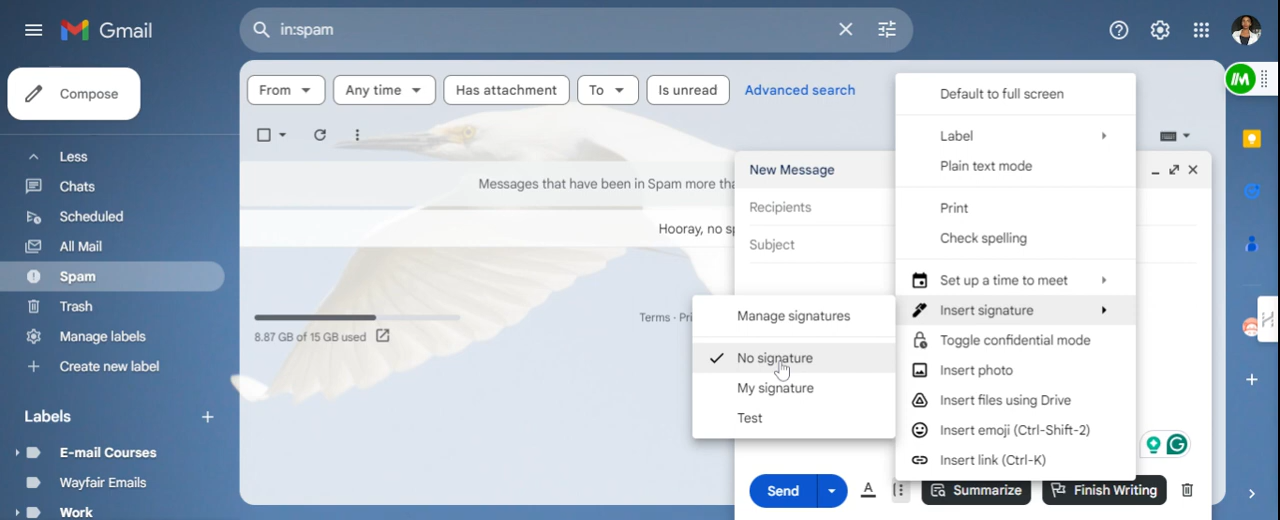 Gmail
in:spam
Compose
From
Any time
Has attachment
To
Is unread
Advanced search
Less
Chats
Scheduled
All Mail
Spam
Trash
Manage labels
Create new label
Labels
E-mail Courses
Wayfair Emails
Work
Messages that have been in Spam more tha
Hooray, no sp
8.87 GB of 15 GB used
Terms · Pri
New Message
Recipients
Subject
Manage signatures
No signature
My signature
Test
Default to full screen
Label
Plain text mode
Print
Check spelling
Set up a time to meet
Insert signature
Toggle confidential mode
Insert photo
Insert files using Drive
Insert emoji (Ctrl-Shift-2)
Insert link (Ctrl-K)
Send
Summarize
Finish Writing